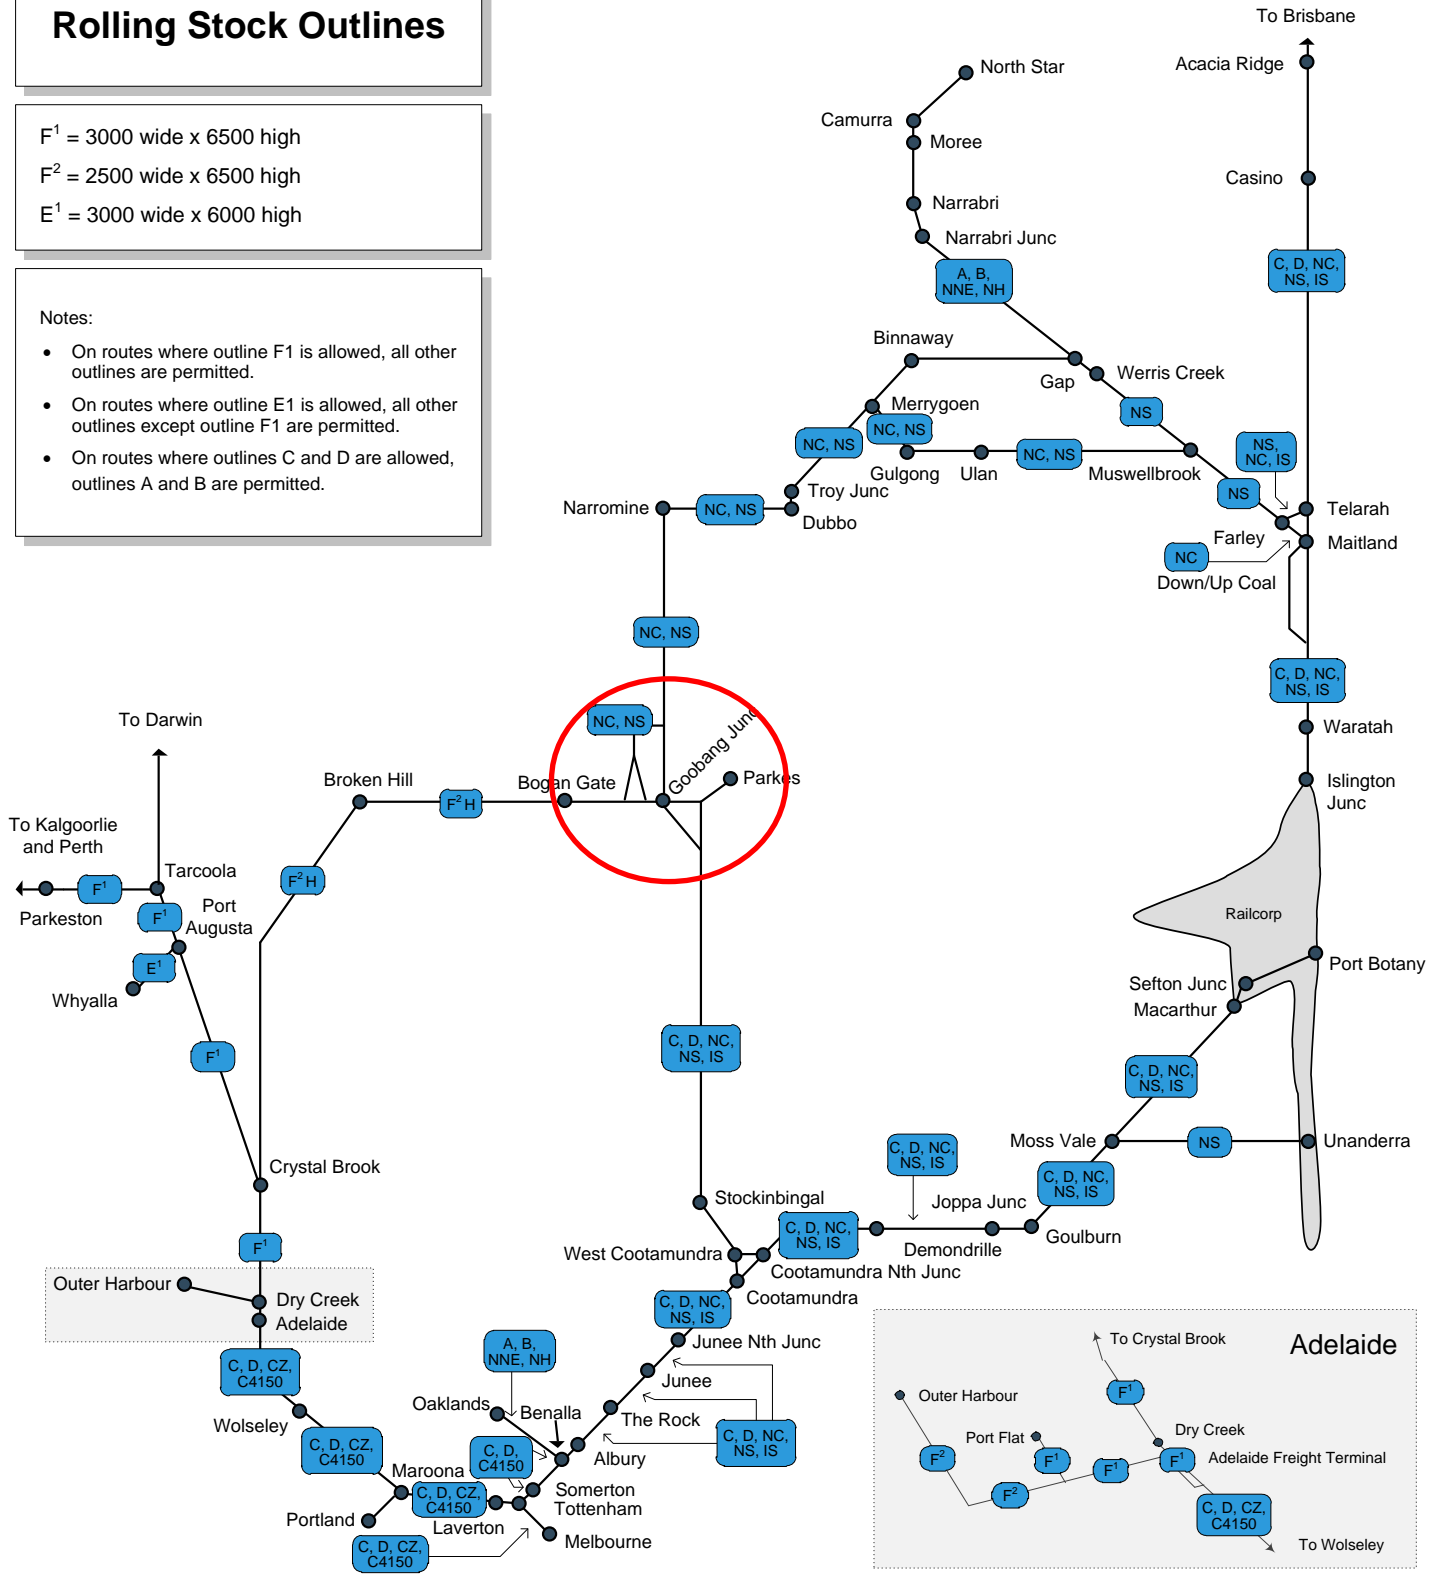 Rolling Stock Outlines
F1 = 3000 wide x 6500 high
F2 = 2500 wide x 6500 high
E1 = 3000 wide x 6000 high
Notes:
• On routes where outline F1 is allowed, all other
outlines are permitted.
• On routes where outline E1 is allowed, all other
outlines except outline F1 are permitted.
• On routes where outlines C and D are allowed,
outlines A and B are permitted.
To Brisbane
Acacia Ridge
North Star
Camurra
Moree
Casino
Narrabri
Narrabri Junc
A, B,
NNE, NH
C, D, NC,
NS, IS
Binnaway
Gap
Werris Creek
Merrygoen
NS
NC, NS
NC, NS
NC, NS
NS,
NC, IS
Gulgong
Ulan
Muswellbrook
NS
Troy Junc
Narromine
NC, NS
Dubbo
Telarah
Farley
Maitland
NC
Down/Up Coal
NC, NS
C, D, NC,
NS, IS
Waratah
To Darwin
NC, NS
Goobang Junc
Parkes
Broken Hill
Bogan Gate
F2 H
Islington
Junc
To Kalgoorlie
and Perth
Tarcoola
F2 H
F1
Parkeston
F1
Port
Augusta
Railcorp
E1
Whyalla
Port Botany
Sefton Junc
Macarthur
F1
C, D, NC,
NS, IS
C, D, NC,
NS, IS
Moss Vale
NS
Unanderra
C, D, NC,
NS, IS
Crystal Brook
C, D, NC,
NS, IS
Stockinbingal
Joppa Junc
C, D, NC,
NS, IS
Demondrille
Goulburn
F1
West Cootamundra
Cootamundra Nth Junc
Cootamundra
Outer Harbour
Dry Creek
Adelaide
C, D, NC,
NS, IS
Junee Nth Junc
A, B,
NNE, NH
C, D, CZ,
C4150
Junee
Oaklands
Benalla
The Rock
Wolseley
C, D, NC,
NS, IS
C, D, CZ,
C4150
C, D,
C4150
Albury
Maroona
C, D, CZ,
C4150
Somerton
Tottenham
Portland
Laverton
Melbourne
C, D, CZ,
C4150
Adelaide
To Crystal Brook
Outer Harbour
F1
Port Flat
Dry Creek
Adelaide Freight Terminal
F2
F1
F1
F1
F2
C, D, CZ,
C4150
To Wolseley